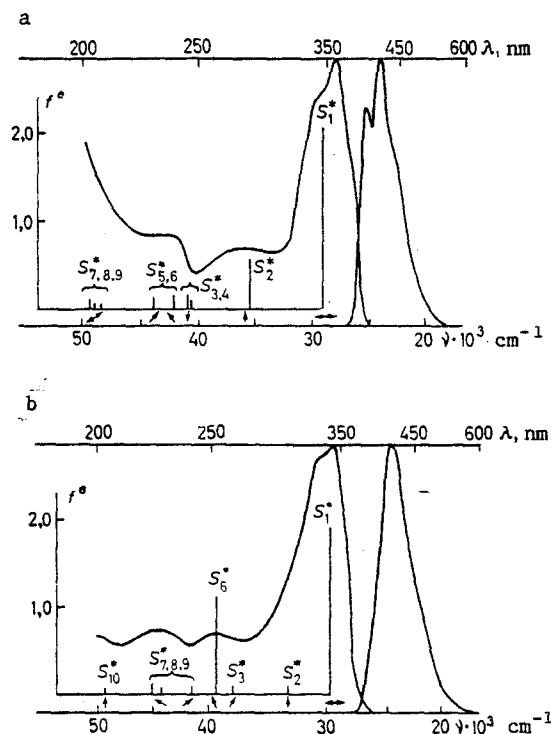 a
200 250 350 450 600 λ, nm
fᵉ
2,0
S₁*
1,0
S₇,₈,₉* S₅,₆* S₃,₄* S₂*
50 40 30 20 ν·10³ cm⁻¹
b
200 250 350 450 600 λ, nm
fᵉ
2,0
S₁*
S₆*
1,0
S₁₀* S₇,₈,₉* S₃* S₂*
50 40 30 20 ν·10³ cm⁻¹